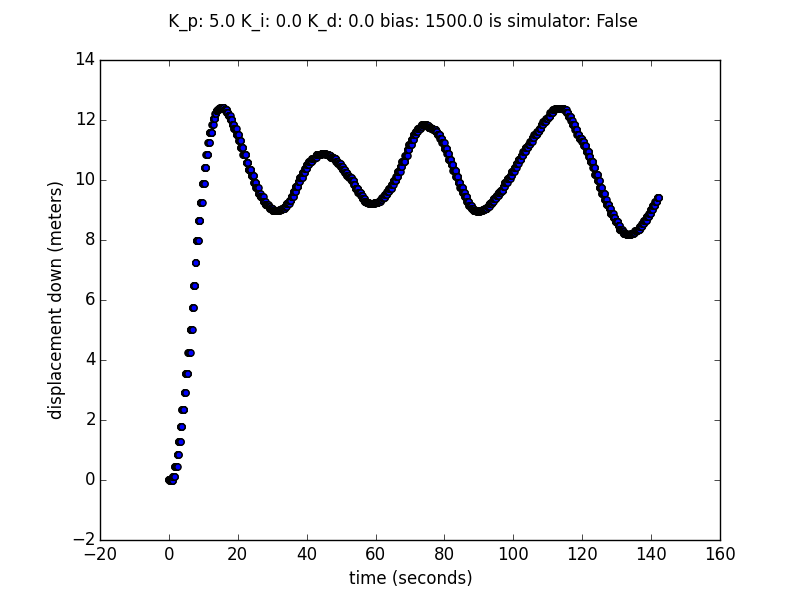 K_p: 5.0 K_i: 0.0 K_d: 0.0 bias: 1500.0 is simulator: False
14
12
10
8
6
4
2
0
−2
displacement down (meters)
−20 0 20 40 60 80 100 120 140 160
time (seconds)